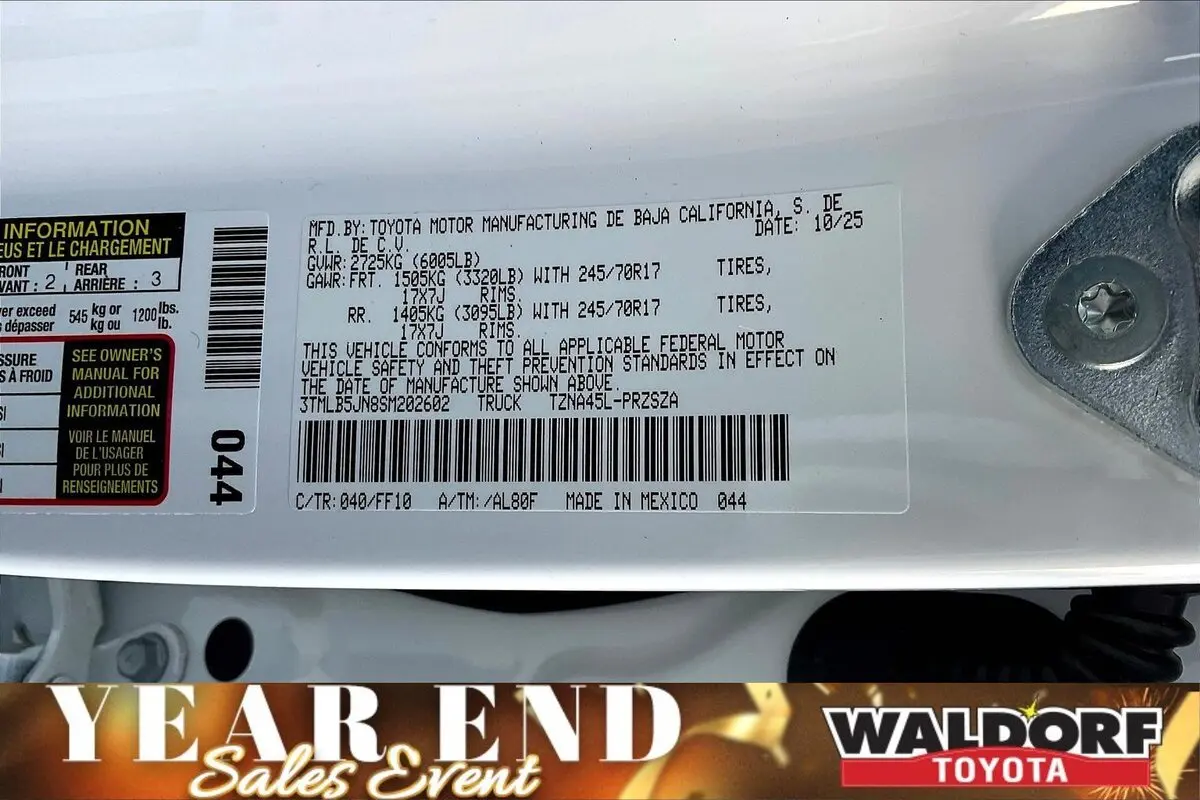 INFORMATION
EUS ET LE CHARGEMENT
RONT
VANT : 2
REAR
ARRIÈRE : 3
ver exceed
s dépasser
545 kg or
kg ou
1200 lbs.
lb.
SSURE
S À FROID
SEE OWNER'S
MANUAL FOR
ADDITIONAL
INFORMATION
VOIR LE MANUEL
DE L'USAGER
POUR PLUS DE
RENSEIGNEMENTS
044
MFD.BY: TOYOTA MOTOR MANUFACTURING DE BAJA CALIFORNIA, S. DE
R.L. DE C.V. DATE: 10/25
GVWR: 2725KG (6005LB)
GAWR: FRT. 1505KG (3320LB) WITH 245/70R17 TIRES,
17X7J RIMS.
RR. 1405KG (3095LB) WITH 245/70R17 TIRES,
17X7J RIMS.
THIS VEHICLE CONFORMS TO ALL APPLICABLE FEDERAL MOTOR
VEHICLE SAFETY AND THEFT PREVENTION STANDARDS IN EFFECT ON
THE DATE OF MANUFACTURE SHOWN ABOVE.
3TMLB5JN8SM202602 TRUCK TZNA45L-PRZSZA
C/TR: 040/FF10 A/TM: /AL80F MADE IN MEXICO 044
YEAR END
Sales Event
WALDORF
TOYOTA